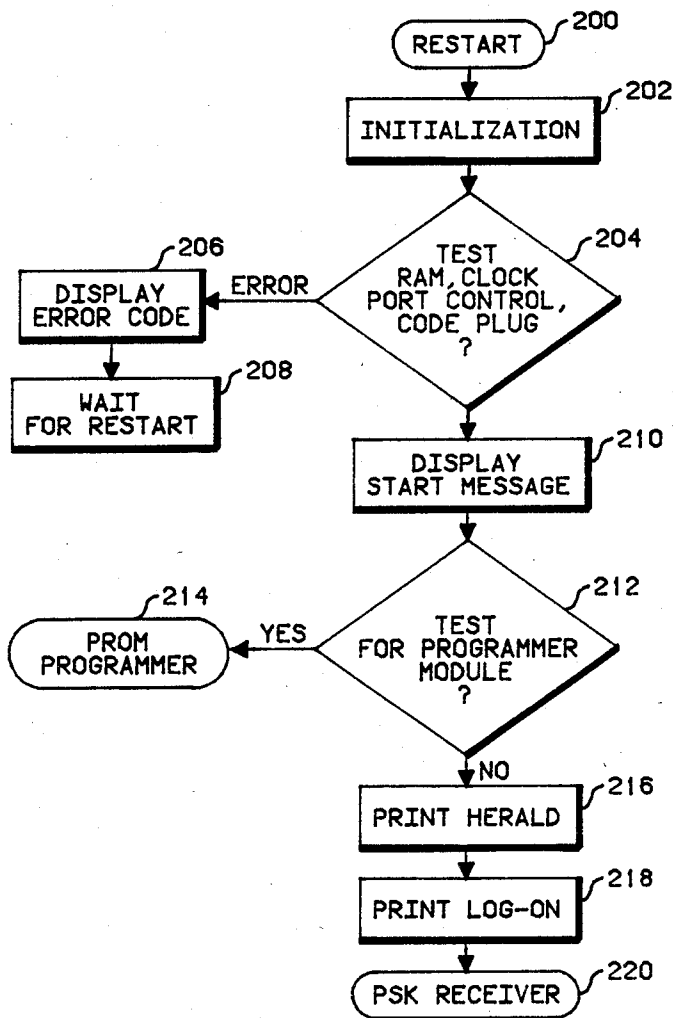 RESTART
200
INITIALIZATION
202
TEST
RAM, CLOCK
PORT CONTROL,
CODE PLUG
?
204
ERROR
DISPLAY
ERROR CODE
206
WAIT
FOR RESTART
208
DISPLAY
START MESSAGE
210
TEST
FOR PROGRAMMER
MODULE
?
212
YES
PROM
PROGRAMMER
214
NO
PRINT HERALD
216
PRINT LOG-ON
218
PSK RECEIVER
220